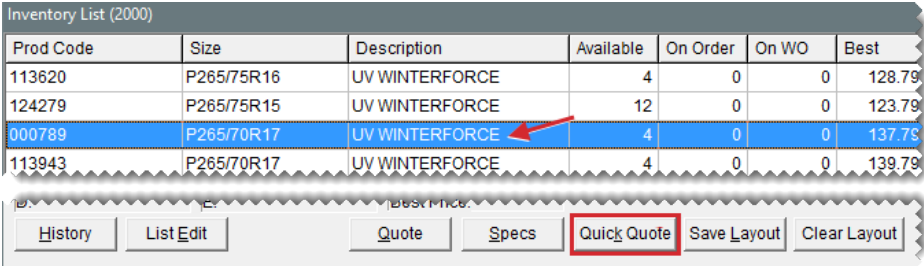 Inventory List (2000)
Prod Code Size Description Available On Order On WO Best
113620 P265/75R16 UV WINTERFORCE 4 0 0 128.79
124279 P265/75R15 UV WINTERFORCE 12 0 0 123.79
000789 P265/70R17 UV WINTERFORCE 4 0 0 137.79
113943 P265/70R17 UV WINTERFORCE 4 0 0 139.79
D: E: Best Price:
History List Edit Quote Specs Quick Quote Save Layout Clear Layout